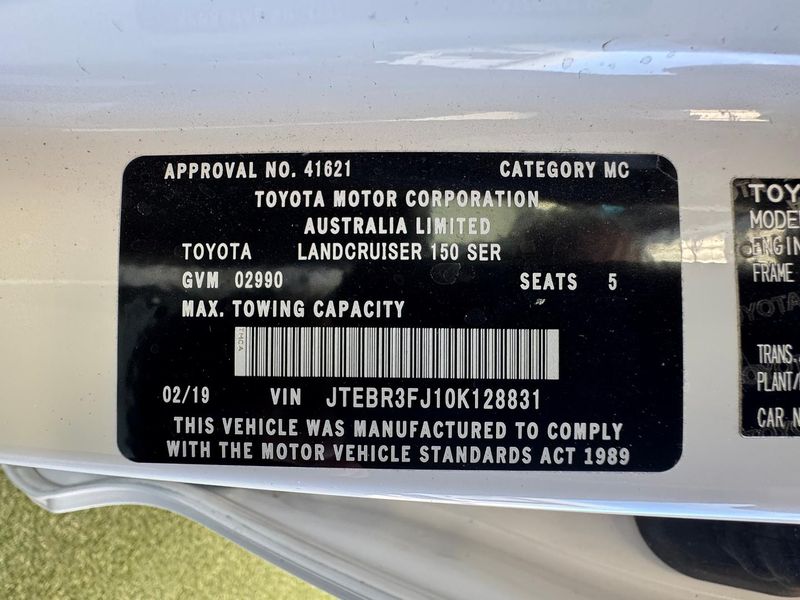 APPROVAL NO. 41621 CATEGORY MC
TOYOTA MOTOR CORPORATION
AUSTRALIA LIMITED
TOYOTA LANDCRUISER 150 SER
GVM 02990 SEATS 5
MAX. TOWING CAPACITY
02/19 VIN JTEBR3FJ10K128831
THIS VEHICLE WAS MANUFACTURED TO COMPLY
WITH THE MOTOR VEHICLE STANDARDS ACT 1989
TOY
MODE
ENGIN
FRAME
TRANS.
PLANT/
CAR N